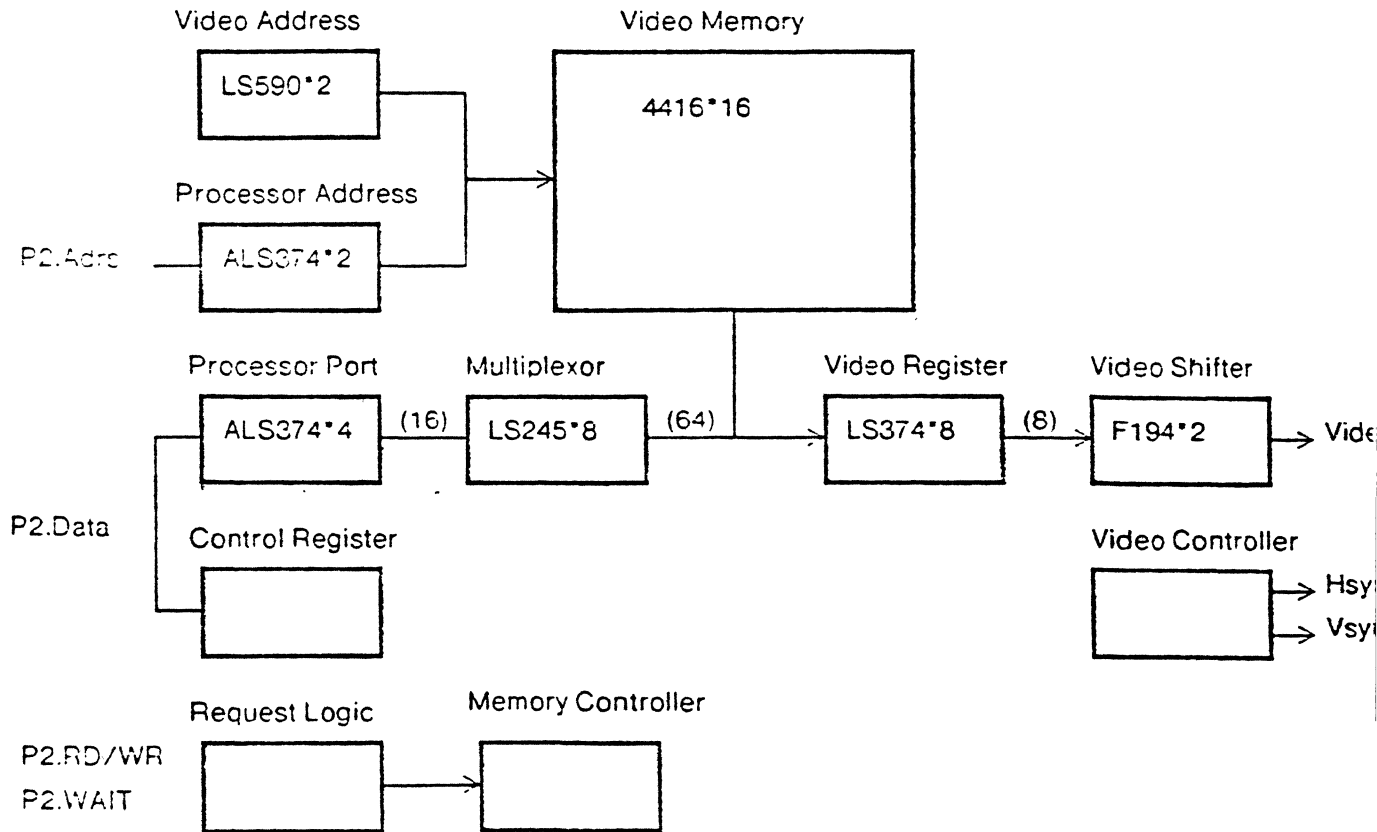 Video Address
Video Memory
LS590*2
4416*16
Processor Address
P2.Adrs
ALS374*2
Processor Port
Multiplexor
Video Register
Video Shifter
ALS374*4
(16)
LS245*8
(64)
LS374*8
(8)
F194*2
P2.Data
Control Register
Video Controller
Request Logic
Memory Controller
P2.RD/WR
P2.WAIT